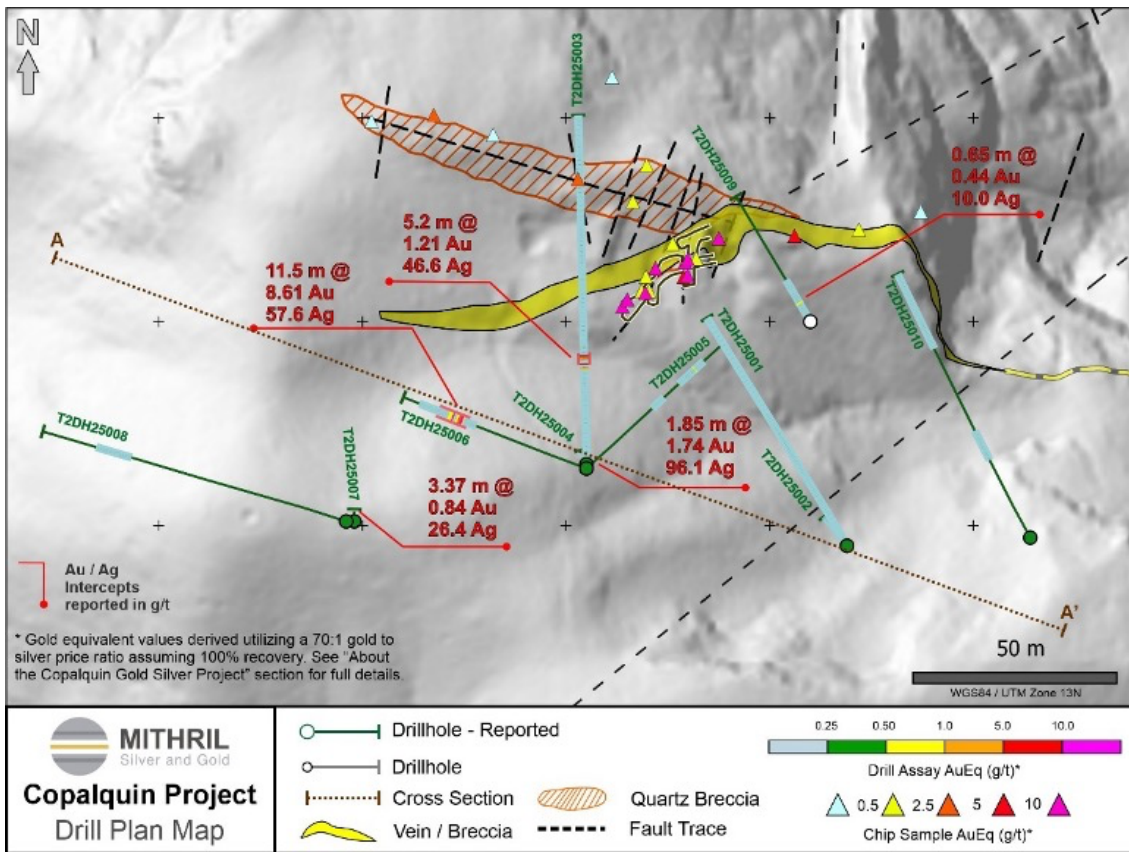 N
T2DH25003
T2DH25009
0.65 m @
0.44 Au
10.0 Ag
A
5.2 m @
1.21 Au
46.6 Ag
11.5 m @
8.61 Au
57.6 Ag
T2DH25010
T2DH25001
T2DH25005
T2DH25004
T2DH25006
T2DH25008
T2DH25007
T2DH25002
1.85 m @
1.74 Au
96.1 Ag
3.37 m @
0.84 Au
26.4 Ag
A'
Au / Ag
Intercepts
reported in g/t
* Gold equivalent values derived utilizing a 70:1 gold to
silver price ratio assuming 100% recovery. See "About
the Copalquin Gold Silver Project" section for full details.
50 m
WGS84 / UTM Zone 13N
MITHRIL
Silver and Gold
Copalquin Project
Drill Plan Map
Drillhole - Reported
Drillhole
Cross Section
Vein / Breccia
Quartz Breccia
Fault Trace
0.25 0.50 1.0 5.0 10.0
Drill Assay AuEq (g/t)*
0.5 2.5 5 10
Chip Sample AuEq (g/t)*